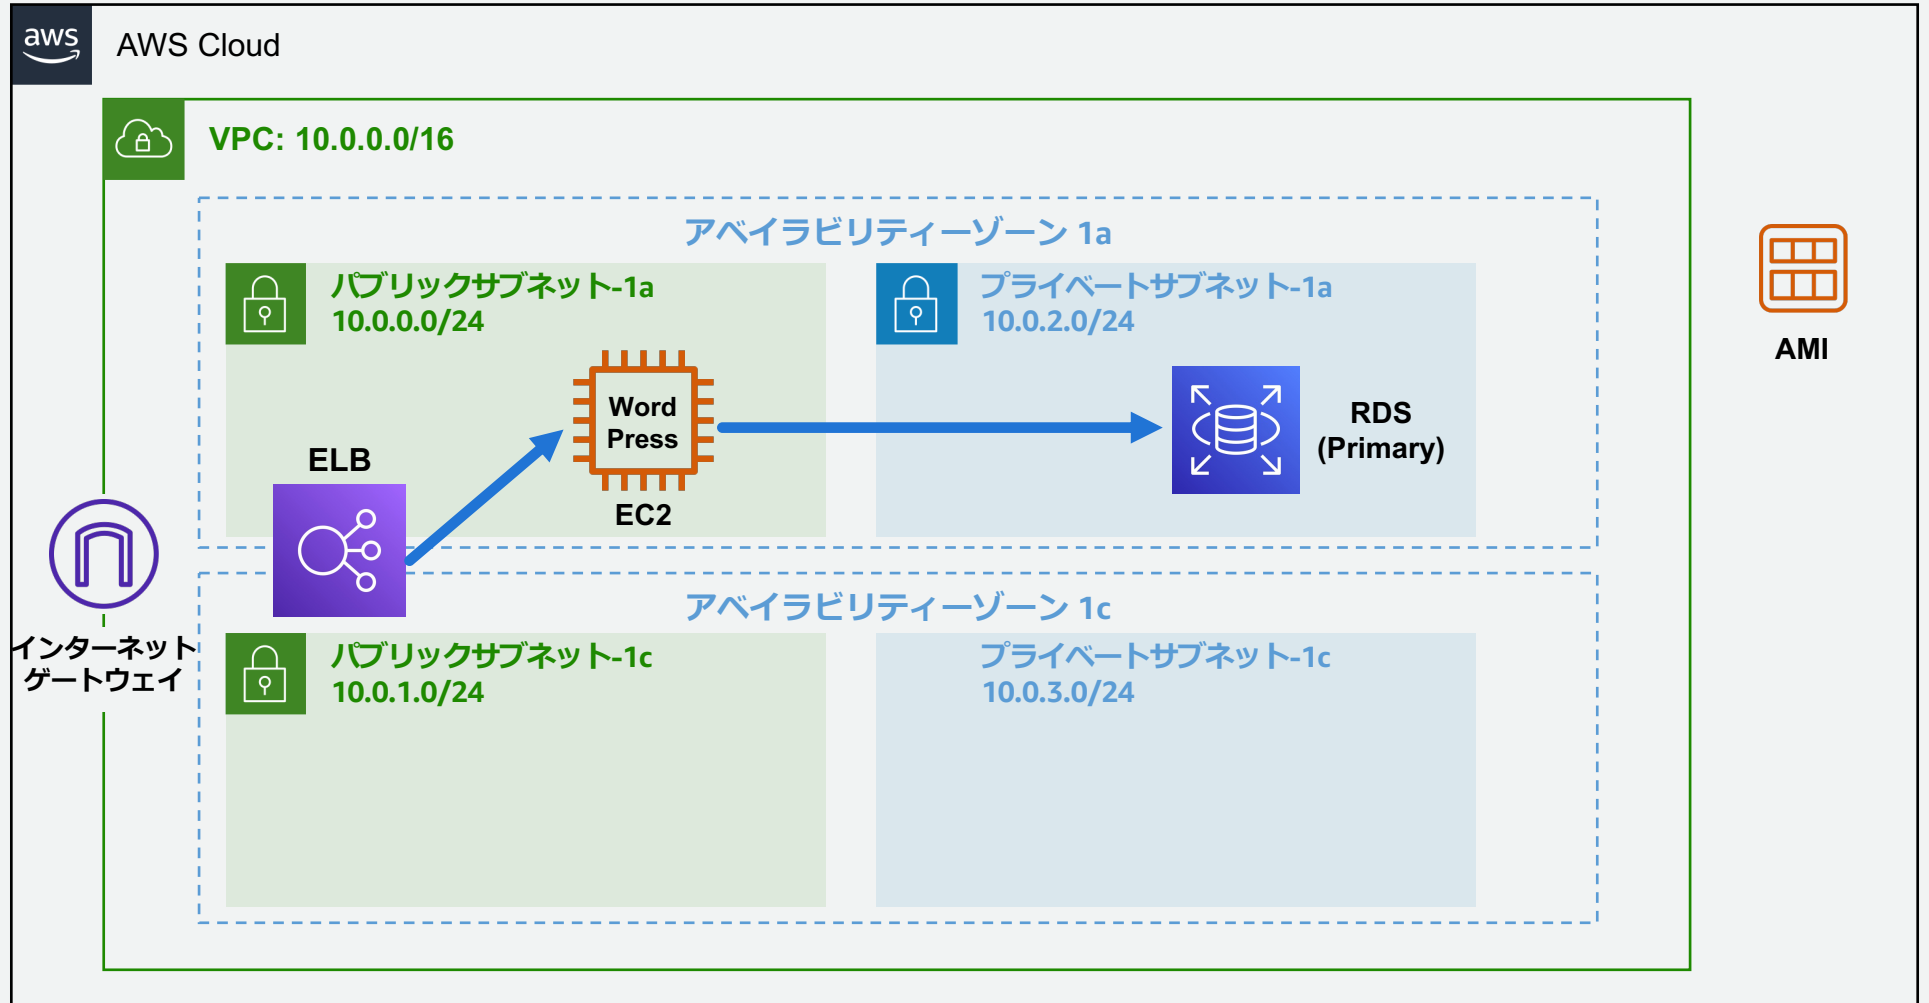 aws
AWS Cloud
VPC: 10.0.0.0/16
アベイラビリティーゾーン 1a
パブリックサブネット-1a
10.0.0.0/24
プライベートサブネット-1a
10.0.2.0/24
AMI
Word
Press
EC2
RDS
(Primary)
ELB
インターネット
ゲートウェイ
アベイラビリティーゾーン 1c
パブリックサブネット-1c
10.0.1.0/24
プライベートサブネット-1c
10.0.3.0/24